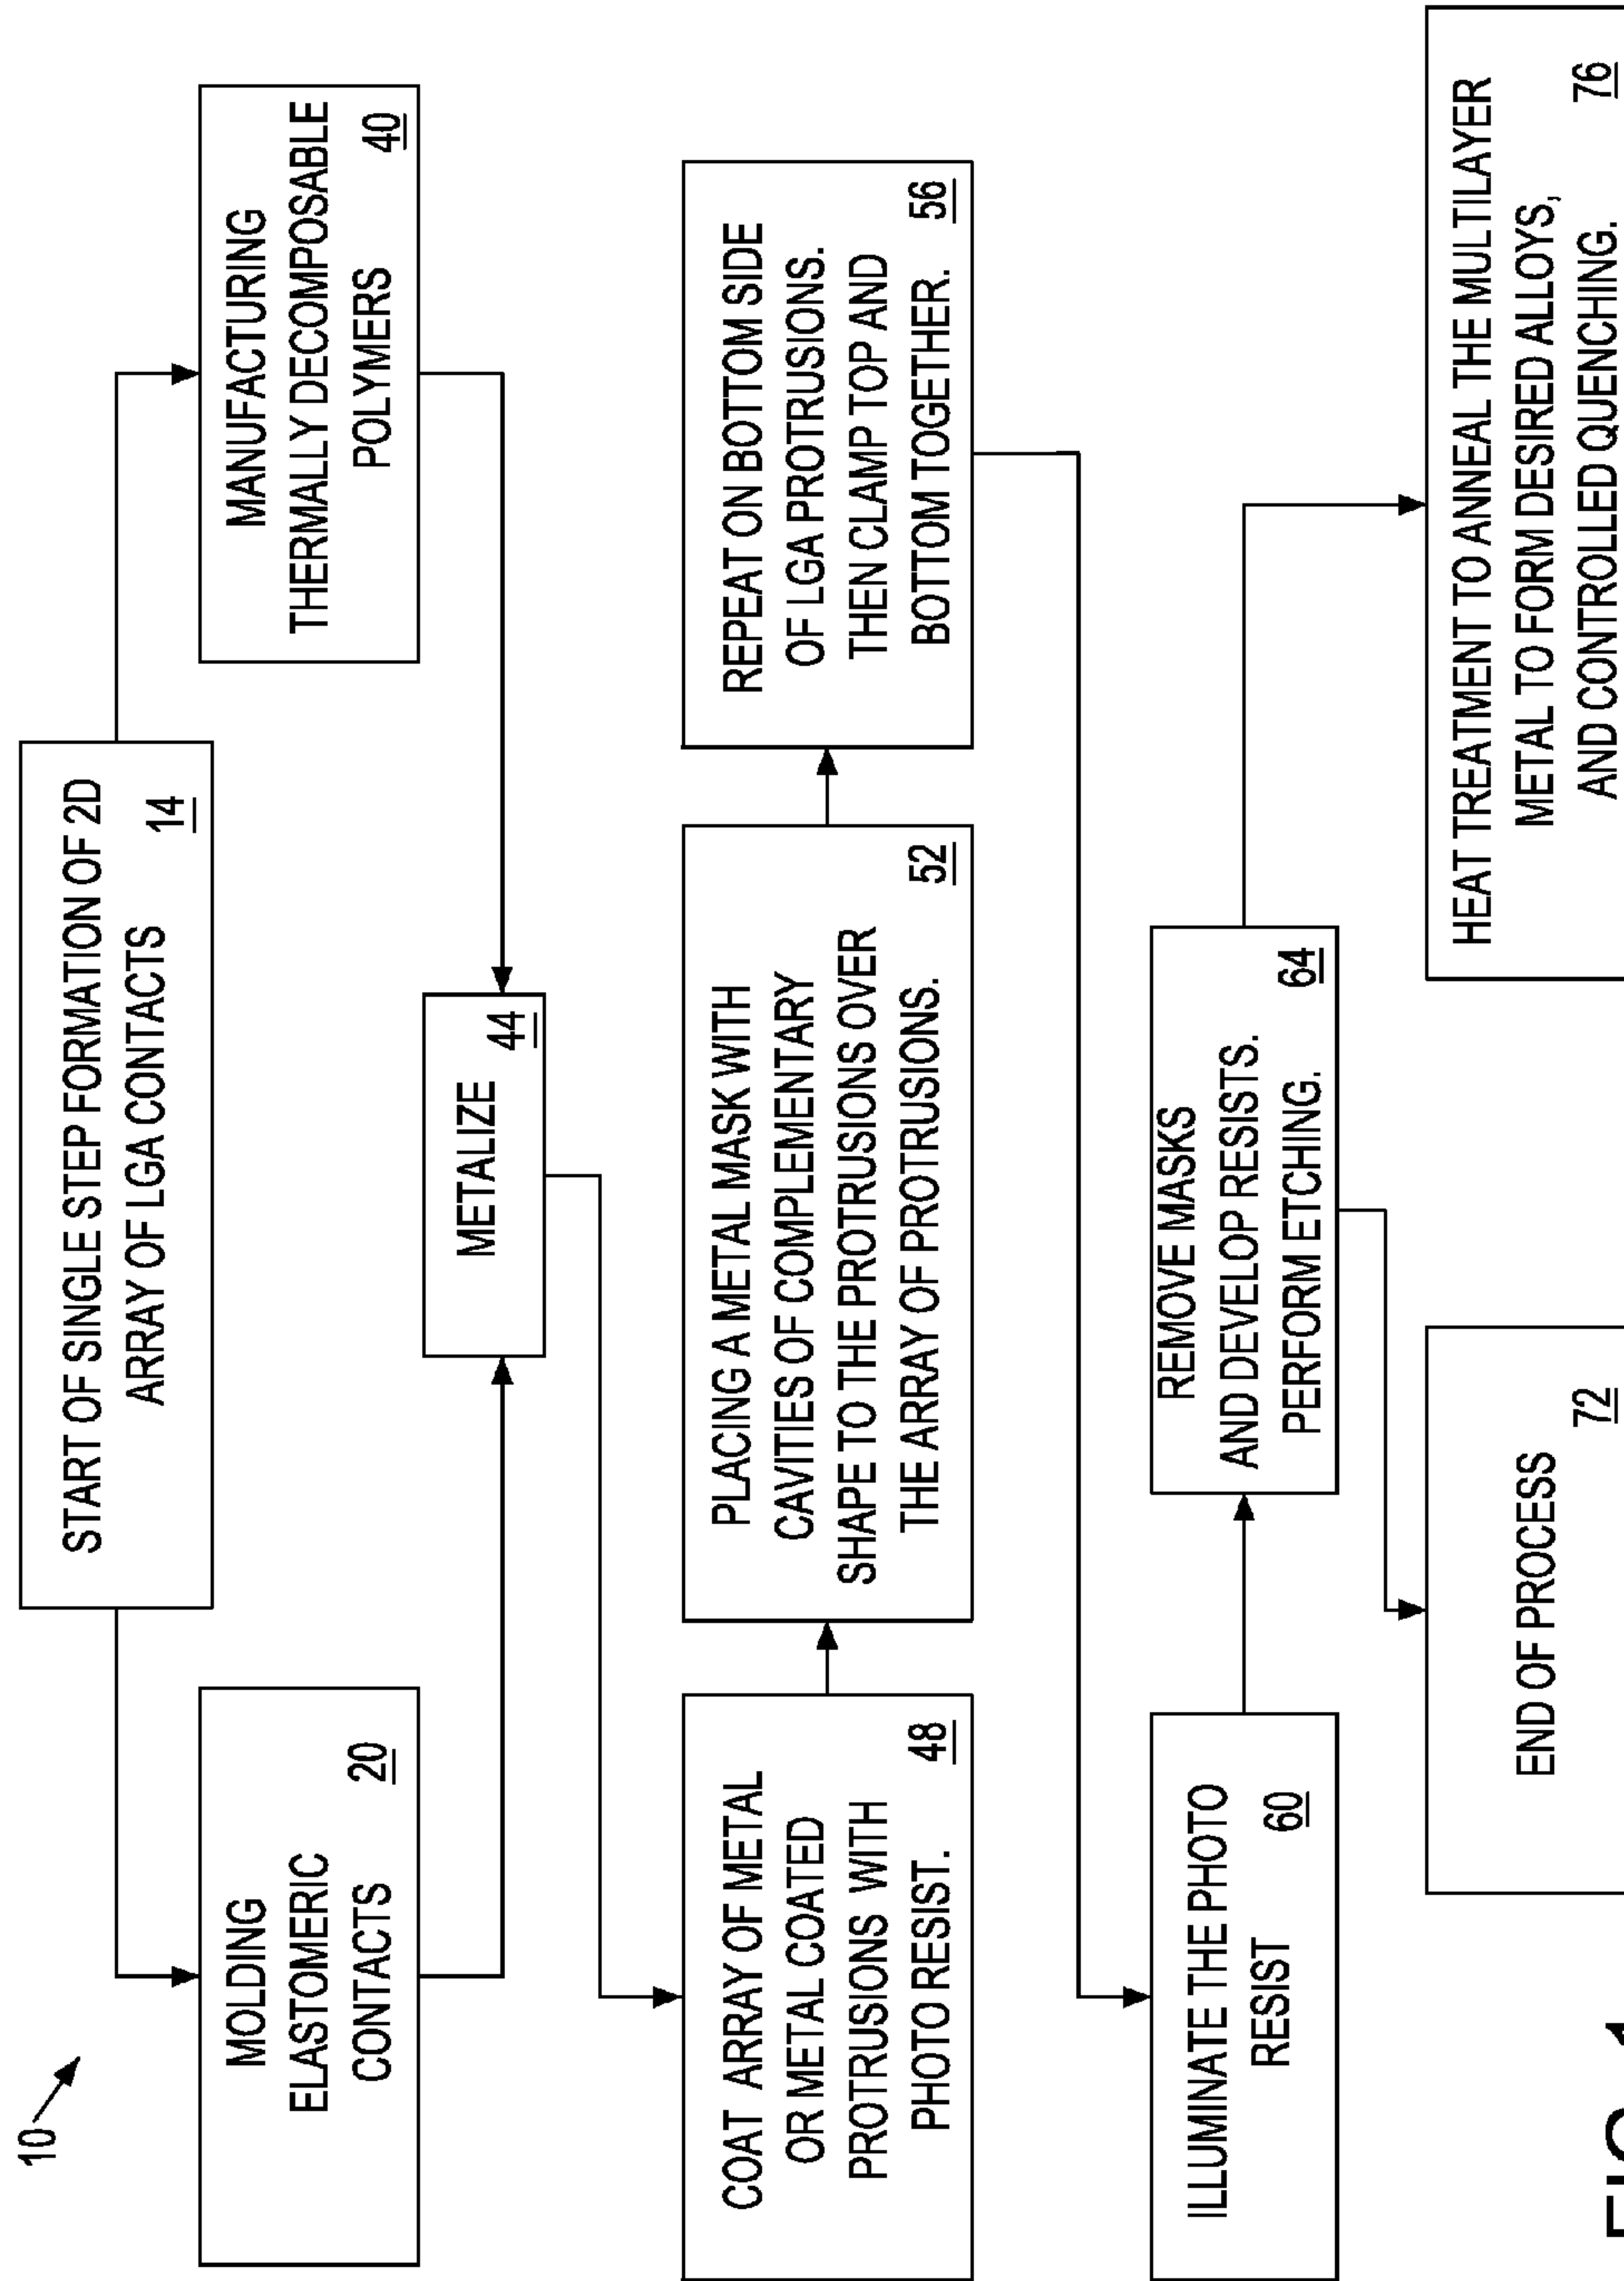 10
START OF SINGLE STEP FORMATION OF 2D
ARRAY OF LGA CONTACTS
14
MOLDING
ELASTOMERIC
CONTACTS
20
MANUFACTURING
THERMALLY DECOMPOSABLE
POLYMERS
40
METALIZE
44
COAT ARRAY OF METAL
OR METAL COATED
PROTRUSIONS WITH
PHOTO RESIST.
48
PLACING A METAL MASK WITH
CAVITIES OF COMPLEMENTARY
SHAPE TO THE PROTRUSIONS OVER
THE ARRAY OF PROTRUSIONS.
52
REPEAT ON BOTTOM SIDE
OF LGA PROTRUSIONS.
THEN CLAMP TOP AND
BOTTOM TOGETHER.
56
ILLUMINATE THE PHOTO
RESIST
60
REMOVE MASKS
AND DEVELOP RESISTS.
PERFORM ETCHING.
64
END OF PROCESS
72
HEAT TREATMENT TO ANNEAL THE MULTILAYER
METAL TO FORM DESIRED ALLOYS,
AND CONTROLLED QUENCHING.
76